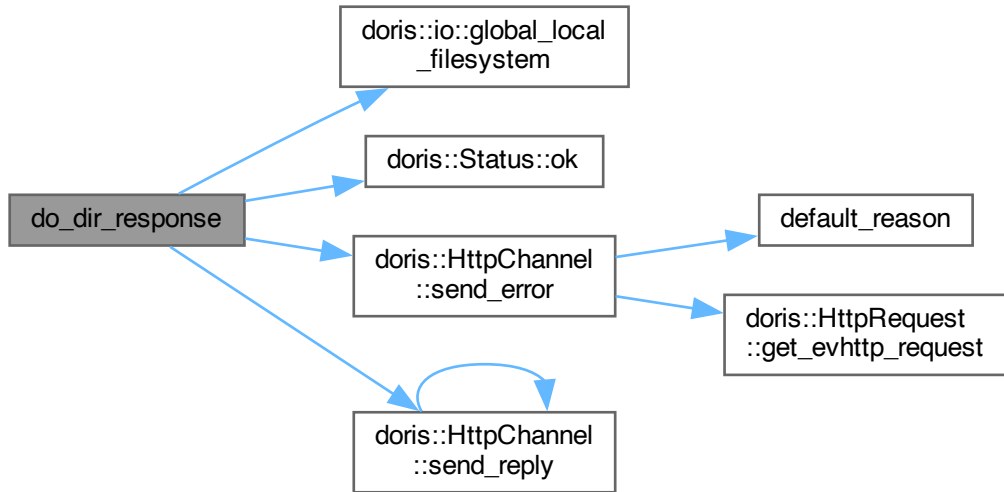 doris::io::global_local
_filesystem
doris::Status::ok
do_dir_response
default_reason
doris::HttpChannel
::send_error
doris::HttpRequest
::get_evhttp_request
doris::HttpChannel
::send_reply